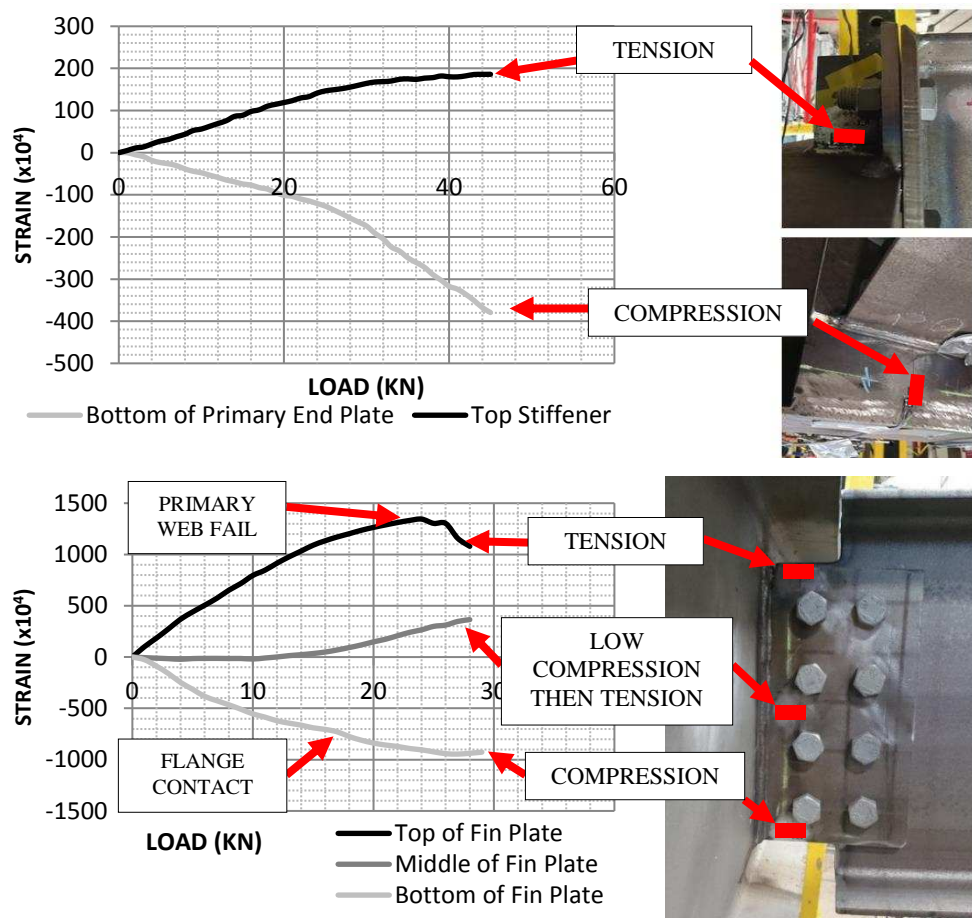 300
200
100
0
-100
-200
-300
-400
-500
STRAIN (x10⁴)
0
20
40
60
LOAD (KN)
Bottom of Primary End Plate
Top Stiffener
TENSION
COMPRESSION
1500
1000
500
0
-500
-1000
-1500
STRAIN (x10⁴)
0
10
20
30
PRIMARY
WEB FAIL
FLANGE
CONTACT
TENSION
LOW
COMPRESSION
THEN TENSION
COMPRESSION
LOAD (KN)
Top of Fin Plate
Middle of Fin Plate
Bottom of Fin Plate